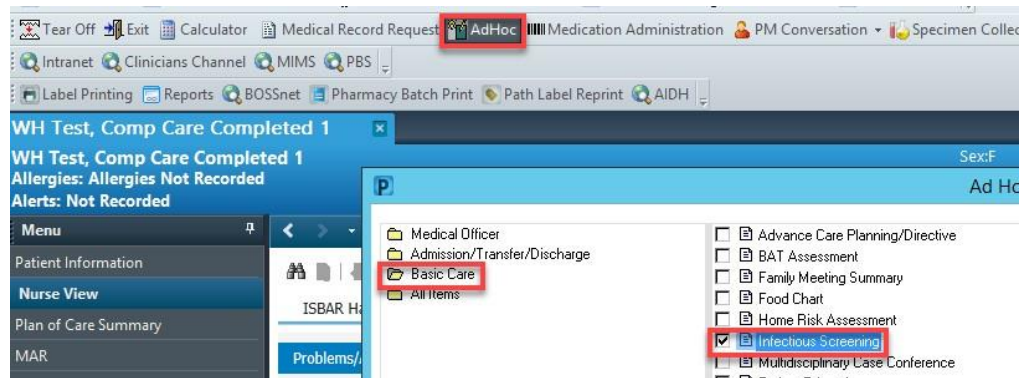 Tear Off Exit Calculator Medical Record Request AdHoc Medication Administration PM Conversation Specimen Collec
Intranet Clinicians Channel MIMS PBS
Label Printing Reports BOSSnet Pharmacy Batch Print Path Label Reprint AIDH
WH Test, Comp Care Completed 1
WH Test, Comp Care Completed 1
Sex:F
Allergies: Allergies Not Recorded
Alerts: Not Recorded
P Ad Ho
Menu
Patient Information
Nurse View
Plan of Care Summary
MAR
ISBAR Ha
Problems/
Medical Officer
Admission/Transfer/Discharge
Basic Care
All Items
Advance Care Planning/Directive
BAT Assessment
Family Meeting Summary
Food Chart
Home Risk Assessment
Infectious Screening
Multidisciplinary Case Conference